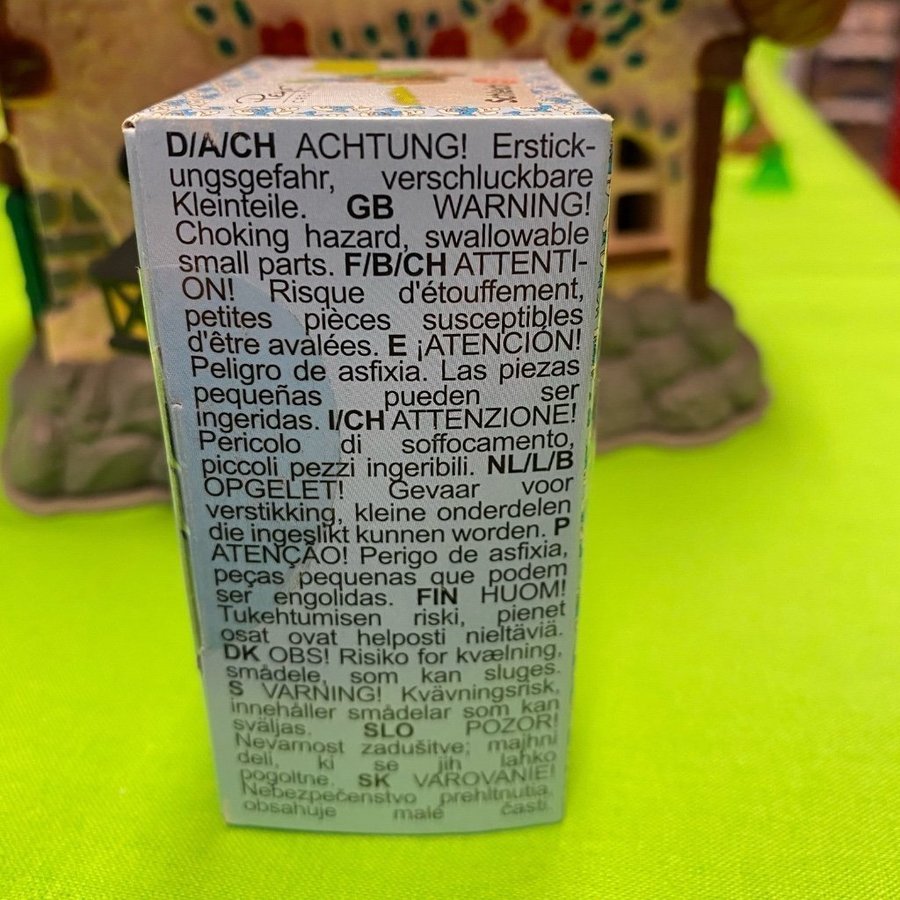 D/A/CH ACHTUNG! Erstick-
ungsgefahr, verschluckbare
Kleinteile. GB WARNING!
Choking hazard, swallowable
small parts. F/B/CH ATTENTI-
ON! Risque d'étouffement,
petites pièces susceptibles
d'être avalées. E ¡ATENCIÓN!
Peligro de asfixia. Las piezas
pequeñas pueden ser
ingeridas. I/CH ATTENZIONE!
Pericolo di soffocamento,
piccoli pezzi ingeribili. NL/L/B
OPGELET! Gevaar voor
verstikking, kleine onderdelen
die ingeslikt kunnen worden. P
ATENÇÃO! Perigo de asfixia,
peças pequenas que podem
ser engolidas. FIN HUOM!
Tukehtumisen riski, pienet
osat ovat helposti nieltäviä.
DK OBS! Risiko for kvælning,
smådele, som kan sluges.
S VARNING! Kvävningsrisk,
innehåller smådelar som kan
sväljas. SLO POZOR!
Nevarnost zadušitve; majhni
deli, ki se jih lahko
pogoltne. SK VAROVANIE!
Nebezpečenstvo prehltnutia,
obsahuje malé časti.